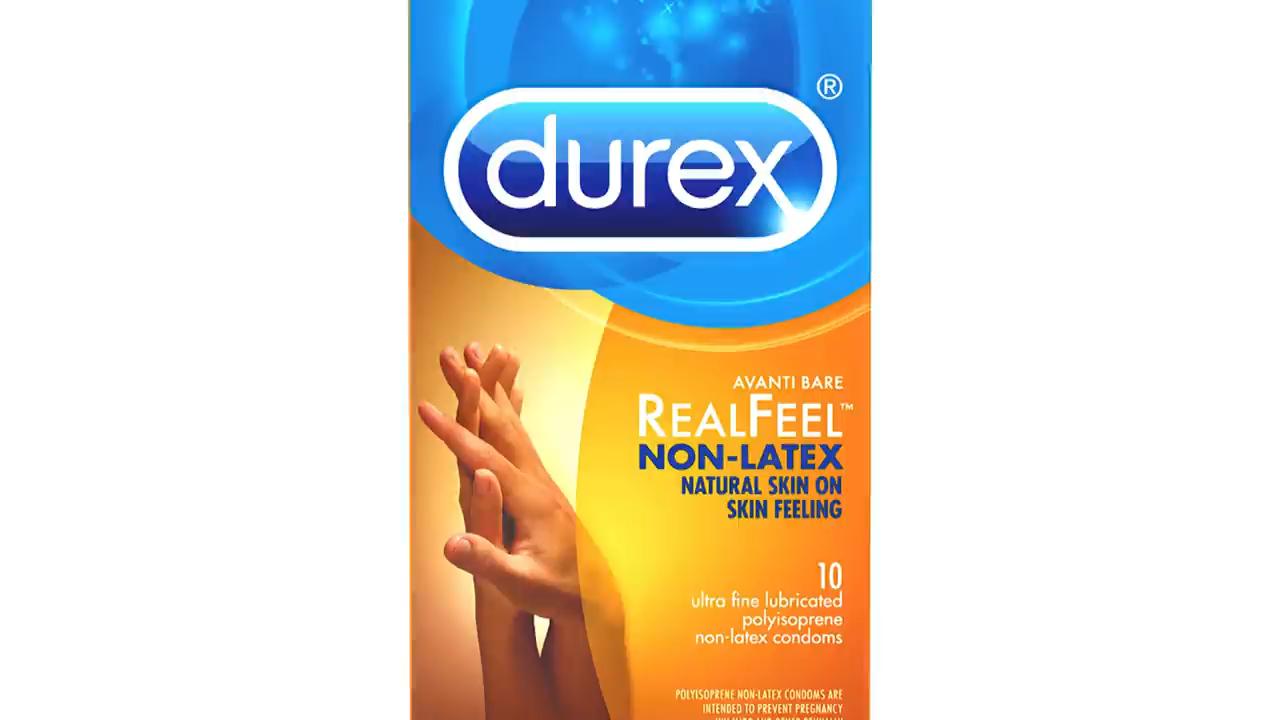 durex®
AVANTI BARE
REALFEEL™
NON-LATEX
NATURAL SKIN ON
SKIN FEELING
10
ultra fine lubricated
polyisoprene
non-latex condoms
POLYISOPRENE NON-LATEX CONDOMS ARE
INTENDED TO PREVENT PREGNANCY